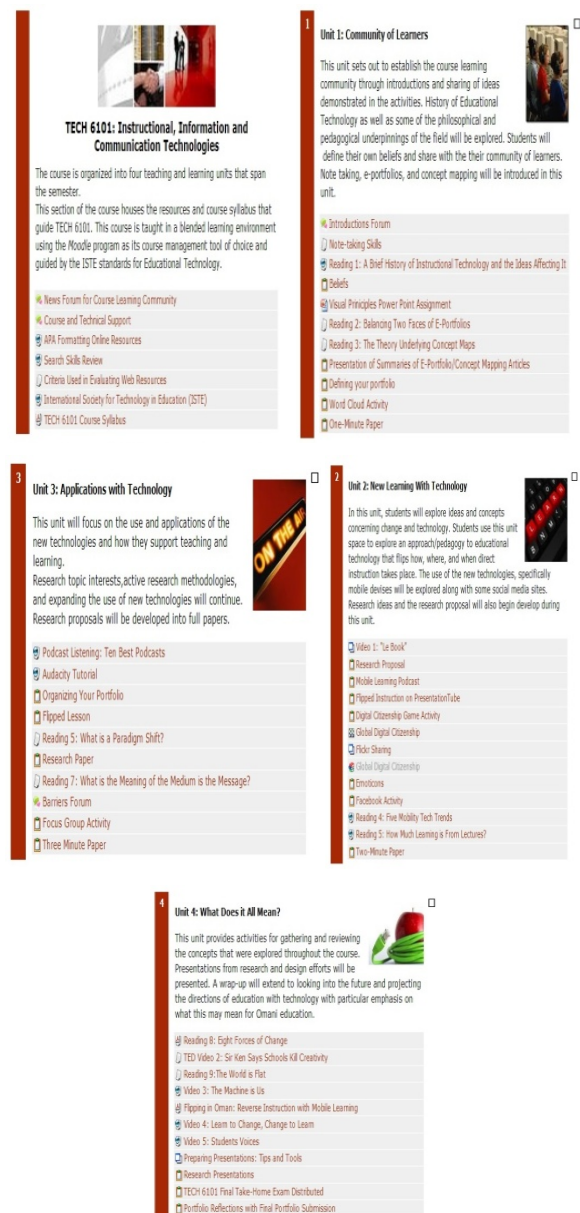 TECH 6101: Instructional, Information and
Communication Technologies
The course is organized into four teaching and learning units that span
the semester.
This section of the course houses the resources and course syllabus that
guide TECH 6101. This course is taught in a blended learning environment
using the Moodle program as its course management tool of choice and
guided by the ISTE standards for Educational Technology.
News Forum for Course Learning Community
Course and Technical Support
APA Formatting Online Resources
Search Skills Review
Criteria Used in Evaluating Web Resources
International Society for Technology in Education (ISTE)
TECH 6101 Course Syllabus
1
Unit 1: Community of Learners
This unit sets out to establish the course learning
community through introductions and sharing of ideas
demonstrated in the activities. History of Educational
Technology as well as some of the philosophical and
pedagogical underpinnings of the field will be explored. Students will
define their own beliefs and share with the their community of learners.
Note taking, e-portfolios, and concept mapping will be introduced in this
unit.
Introductions Forum
Note-taking Skills
Reading 1: A Brief History of Instructional Technology and the Ideas Affecting It
Beliefs
Visual Principles Power Point Assignment
Reading 2: Balancing Two Faces of E-Portfolios
Reading 3: The Theory Underlying Concept Maps
Presentation of Summaries of E-Portfolio/Concept Mapping Articles
Defining your portfolio
Word Cloud Activity
One-Minute Paper
3
Unit 3: Applications with Technology
ON THE AIR
This unit will focus on the use and applications of the
new technologies and how they support teaching and
learning.
Research topic interests,active research methodologies,
and expanding the use of new technologies will continue.
Research proposals will be developed into full papers.
Podcast Listening: Ten Best Podcasts
Audacity Tutorial
Organizing Your Portfolio
Flipped Lesson
Reading 5: What is a Paradigm Shift?
Research Paper
Reading 7: What is the Meaning of the Medium is the Message?
Barriers Forum
Focus Group Activity
Three Minute Paper
2
Unit 2: New Learning With Technology
LEARN
In this unit, students will explore ideas and concepts
concerning change and technology. Students use this unit
space to explore an approach/pedagogy to educational
technology that flips how, where, and when direct
instruction takes place. The use of the new technologies, specifically
mobile devises will be explored along with some social media sites.
Research ideas and the research proposal will also begin develop during
this unit.
Video 1: "Le Book"
Research Proposal
Mobile Learning Podcast
Flipped Instruction on PresentationTube
Digital Citizenship Game Activity
Global Digital Citizenship
Flickr Sharing
Global Digital Citizenship
Emoticons
Facebook Activity
Reading 4: Five Mobility Tech Trends
Reading 5: How Much Learning is From Lectures?
Two-Minute Paper
4
Unit 4: What Does it All Mean?
This unit provides activities for gathering and reviewing
the concepts that were explored throughout the course.
Presentations from research and design efforts will be
presented. A wrap-up will extend to looking into the future and projecting
the directions of education with technology with particular emphasis on
what this may mean for Omani education.
Reading 8: Eight Forces of Change
TED Video 2: Sir Ken Says Schools Kill Creativity
Reading 9:The World is Flat
Video 3: The Machine is Us
Flipping in Oman: Reverse Instruction with Mobile Learning
Video 4: Learn to Change, Change to Learn
Video 5: Students Voices
Preparing Presentations: Tips and Tools
Research Presentations
TECH 6101 Final Take-Home Exam Distributed
Portfolio Reflections with Final Portfolio Submission